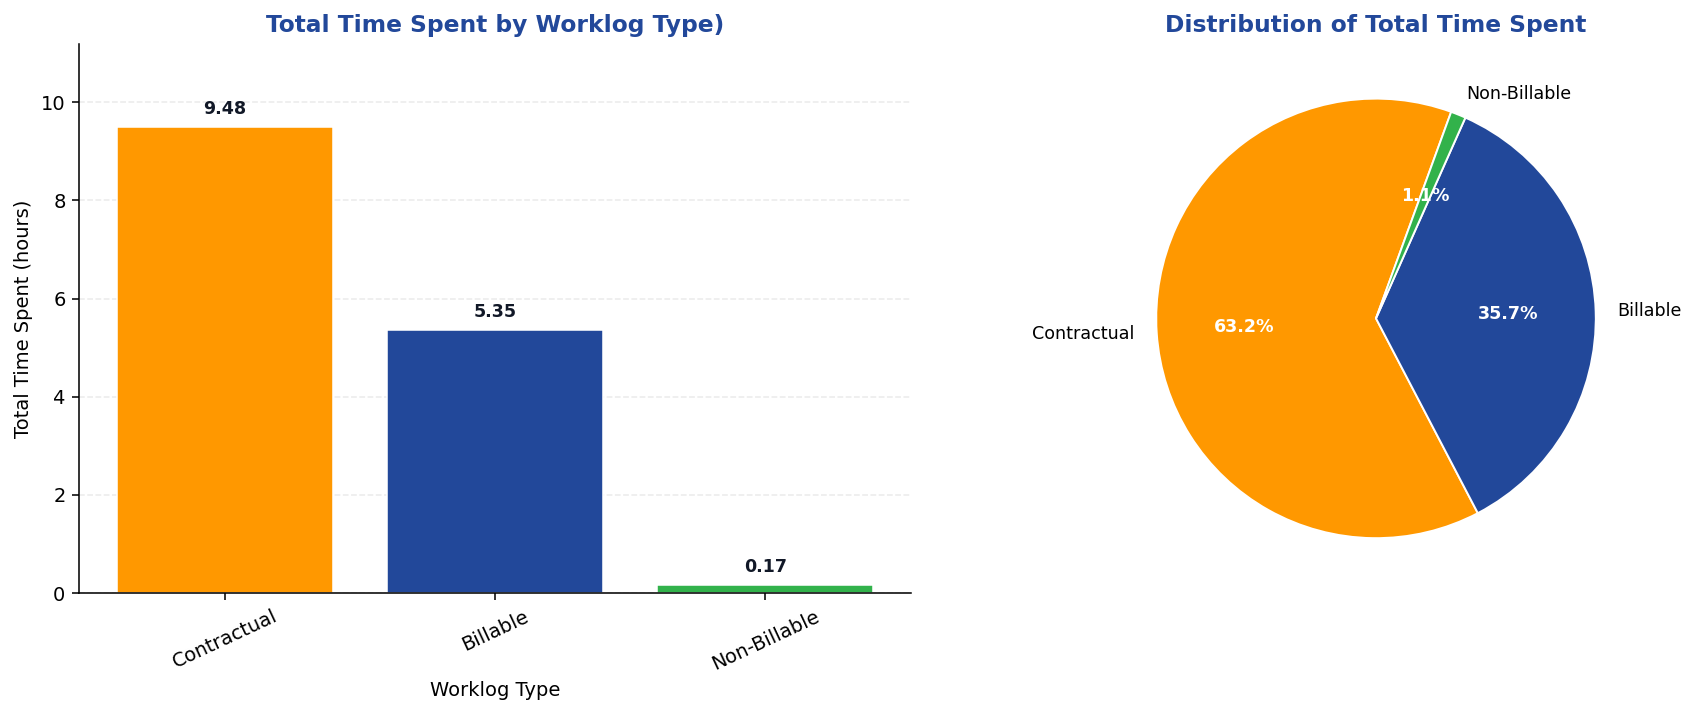 Total Time Spent by Worklog Type)
Total Time Spent (hours)
10
8
6
4
2
0
9.48
5.35
0.17
Contractual
Billable
Non-Billable
Worklog Type
Distribution of Total Time Spent
Non-Billable
1.1%
63.2%
35.7%
Contractual
Billable